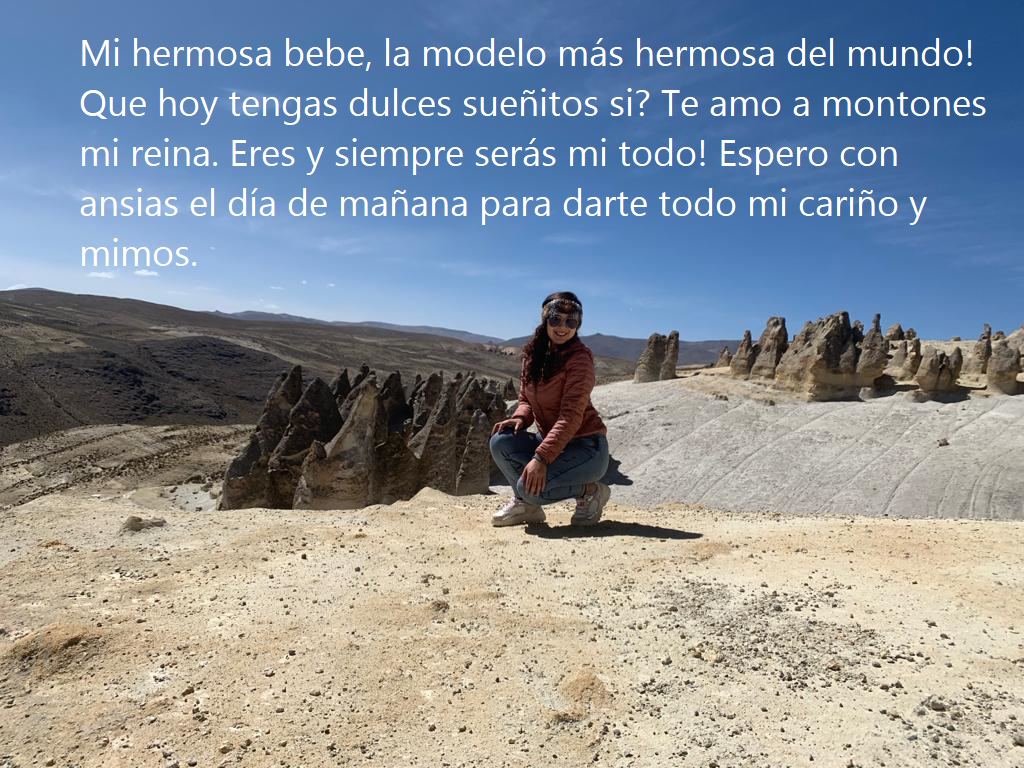 Mi hermosa bebe, la modelo más hermosa del mundo!
Que hoy tengas dulces sueñitos si? Te amo a montones
mi reina. Eres y siempre serás mi todo! Espero con
ansias el día de mañana para darte todo mi cariño y
mimos.